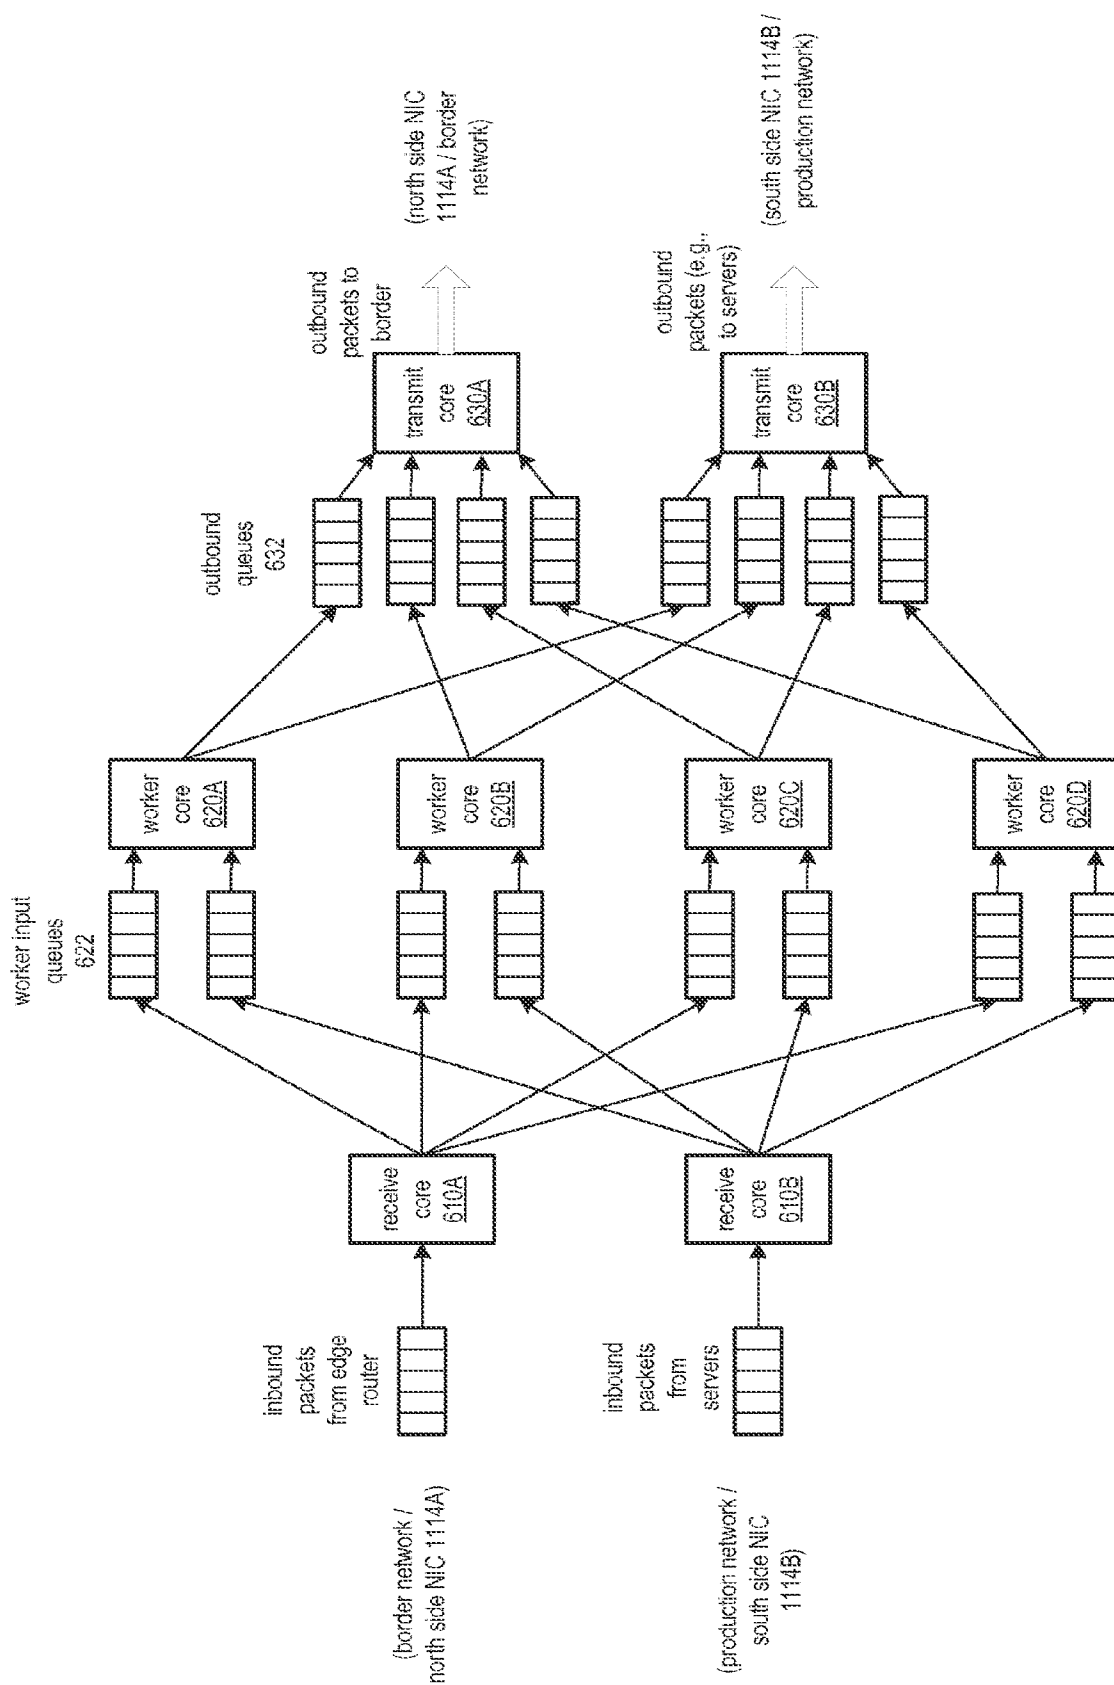 (border network /
north side NIC 1114A)
(production network /
south side NIC
1114B)
inbound
packets
from edge
router
inbound
packets
from
servers
receive
core
610A
receive
core
610B
worker input
queues
622
worker
core
620A
worker
core
620B
worker
core
620C
worker
core
620D
outbound
queues
632
transmit
core
630A
transmit
core
630B
outbound
packets to
border
outbound
packets (e.g.,
to servers)
(north side NIC
1114A / border
network)
(south side NIC 1114B /
production network)